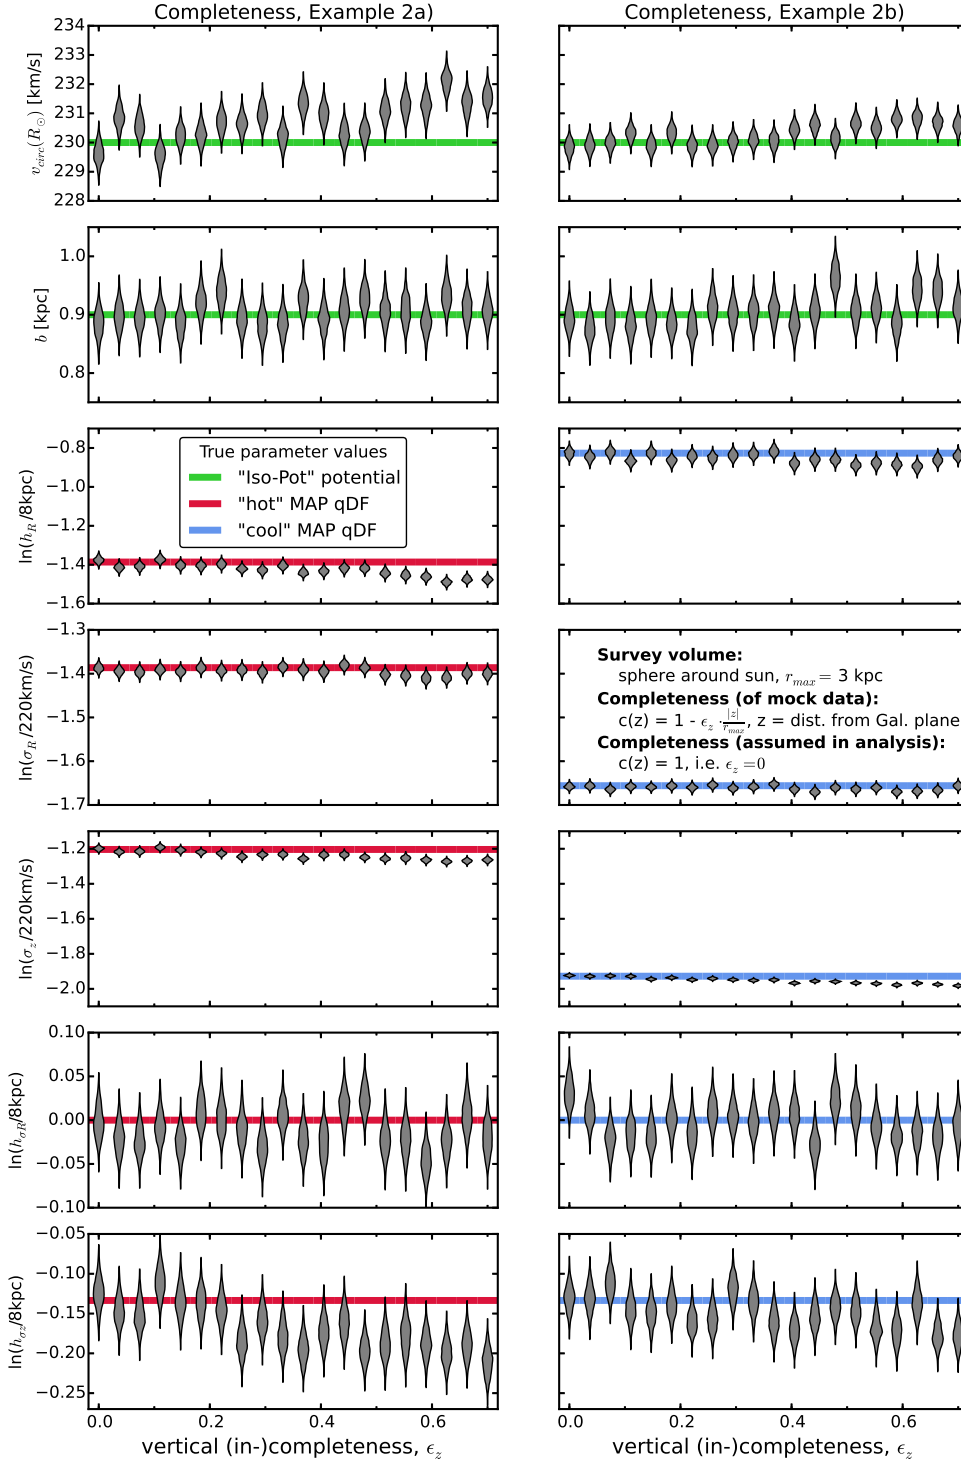 Completeness, Example 2a)
Completeness, Example 2b)
234
233
232
231
230
229
228
v_circ(R_⊙) [km/s]
1.0
0.9
0.8
b [kpc]
−0.8
−1.0
−1.2
−1.4
−1.6
ln(h_R/8kpc)
True parameter values
"Iso-Pot" potential
"hot" MAP qDF
"cool" MAP qDF
−1.3
−1.4
−1.5
−1.6
−1.7
ln(σ_R/220km/s)
Survey volume:
sphere around sun, r_max = 3 kpc
Completeness (of mock data):
c(z) = 1 - ε_z · |z|/r_max, z = dist. from Gal. plane
Completeness (assumed in analysis):
c(z) = 1, i.e. ε_z = 0
−1.2
−1.4
−1.6
−1.8
−2.0
ln(σ_z/220km/s)
0.10
0.05
0.00
−0.05
−0.10
ln(h_σR/8kpc)
−0.05
−0.10
−0.15
−0.20
−0.25
ln(h_σz/8kpc)
0.0 0.2 0.4 0.6
0.0 0.2 0.4 0.6
vertical (in-)completeness, ε_z
vertical (in-)completeness, ε_z